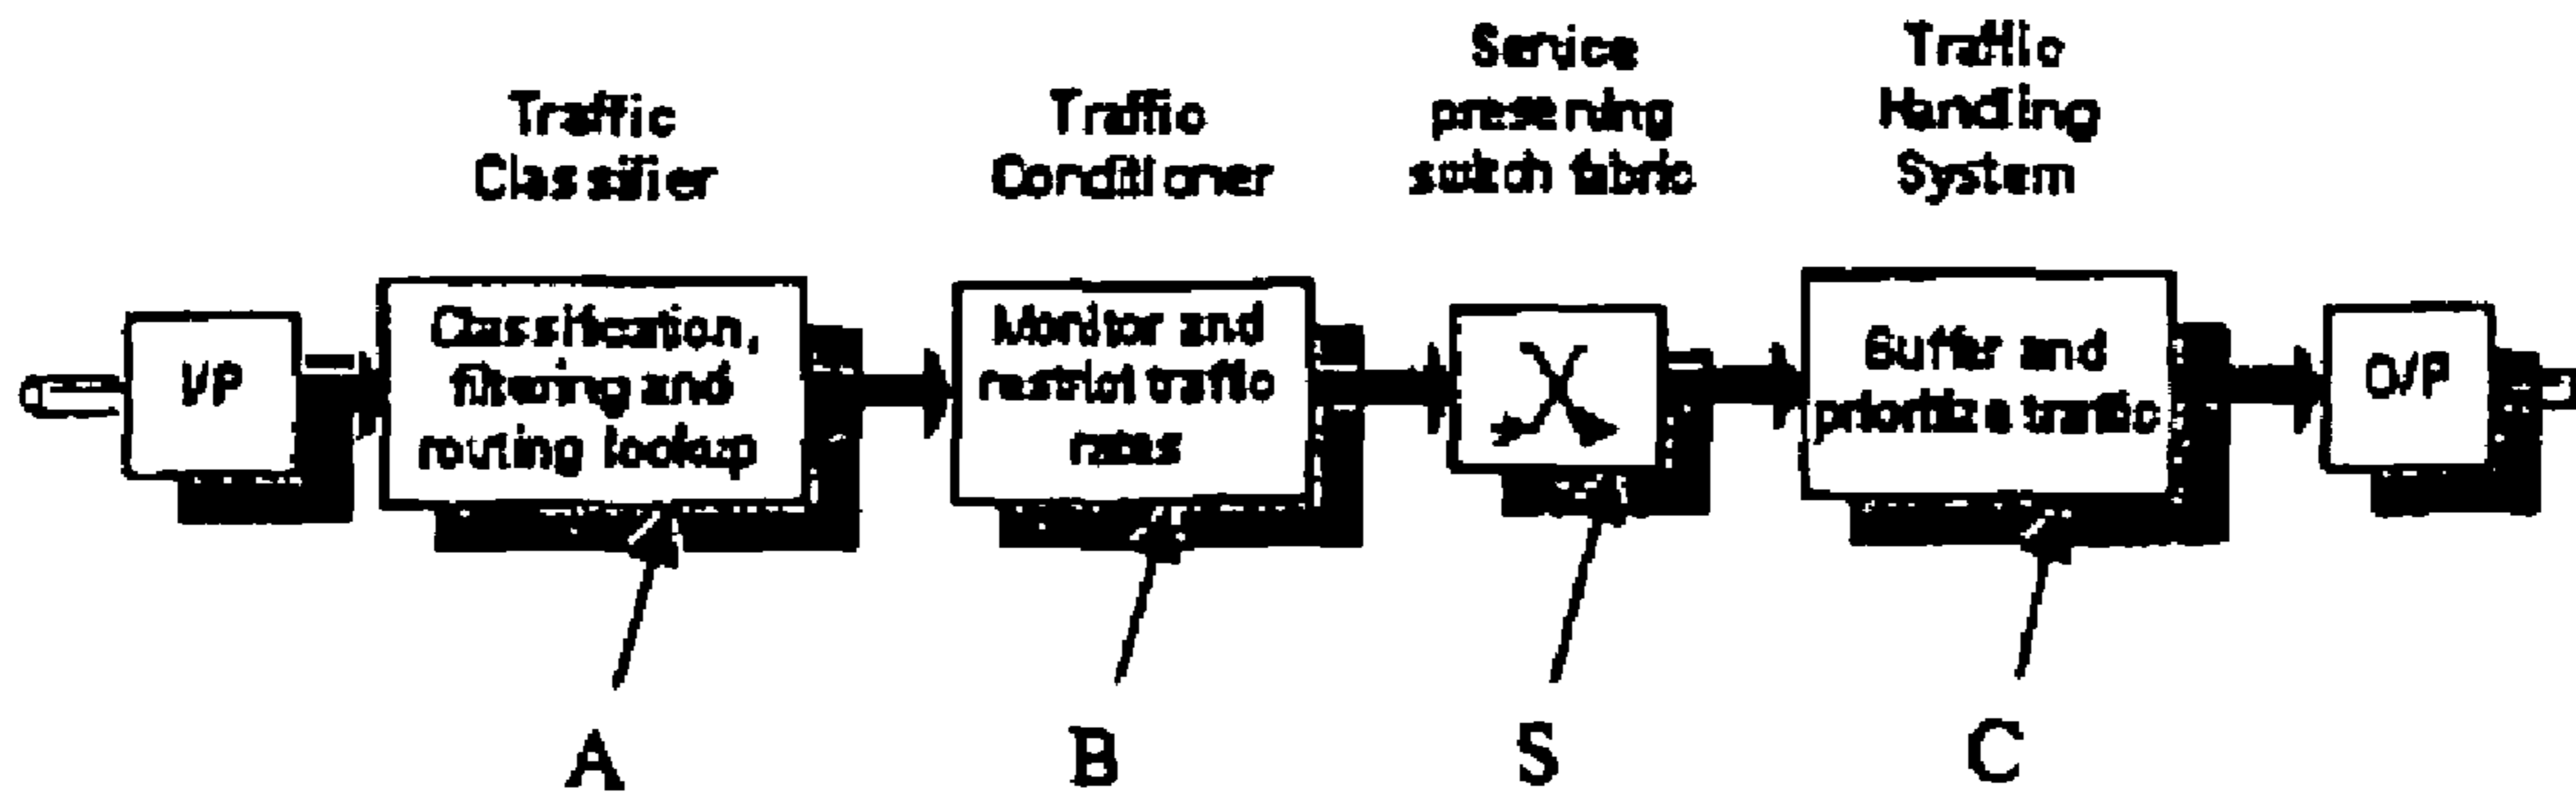 Traffic
Classifier
Traffic
Conditioner
Service
preserving
switch fabric
Traffic
Handling
System
I/P
Classification,
filtering and
routing lookup
Monitor and
restrict traffic
rates
Buffer and
prioritize traffic
O/P
A
B
S
C